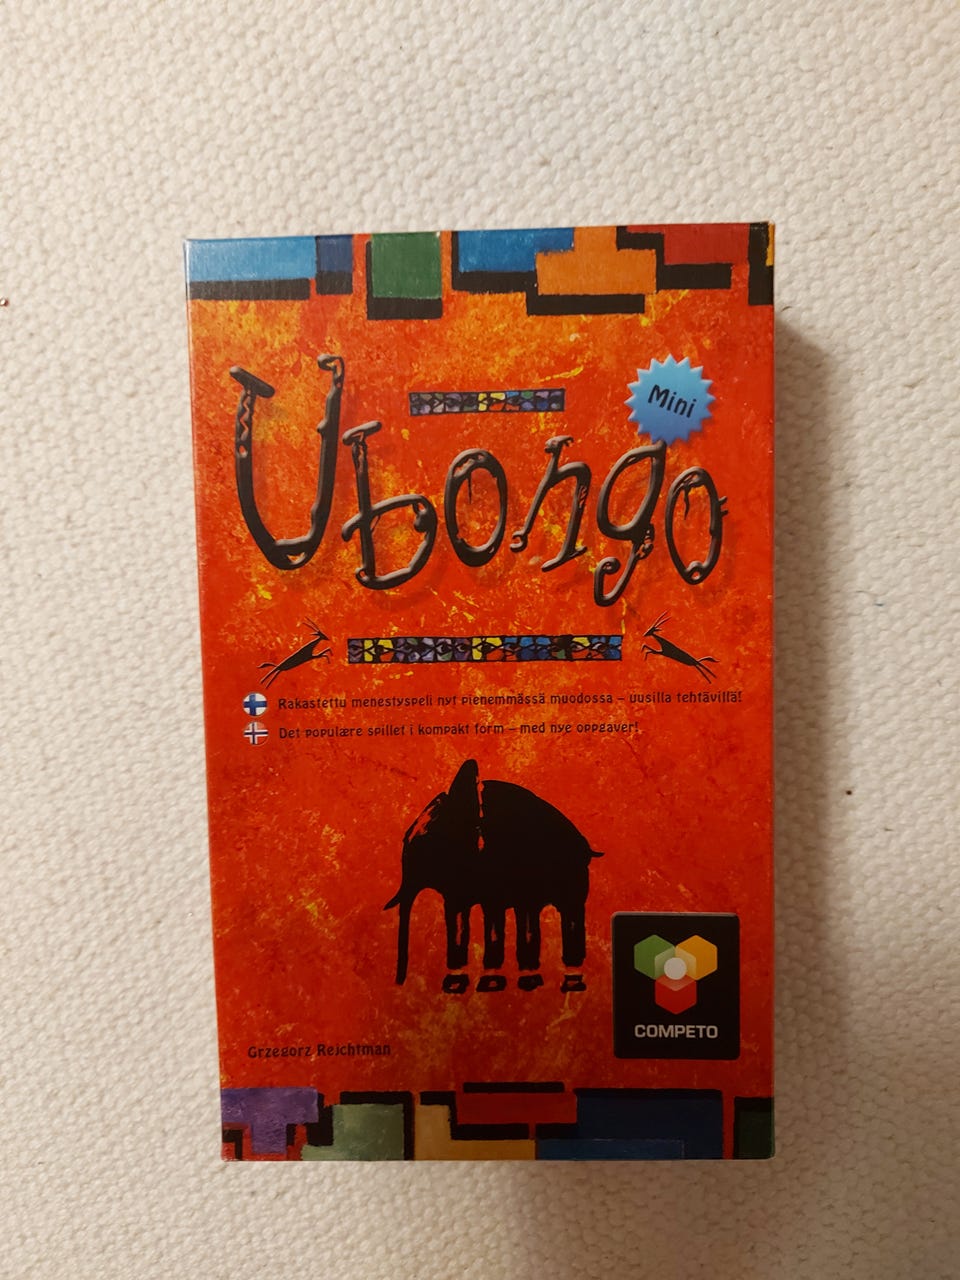 Mini
Ubongo
Rakastettu menestyspeli nyt pienemmässä muodossa – uusilla tehtävillä!
Det populære spillet i kompakt form – med nye oppgaver!
COMPETO
Grzegorz Rejchtman